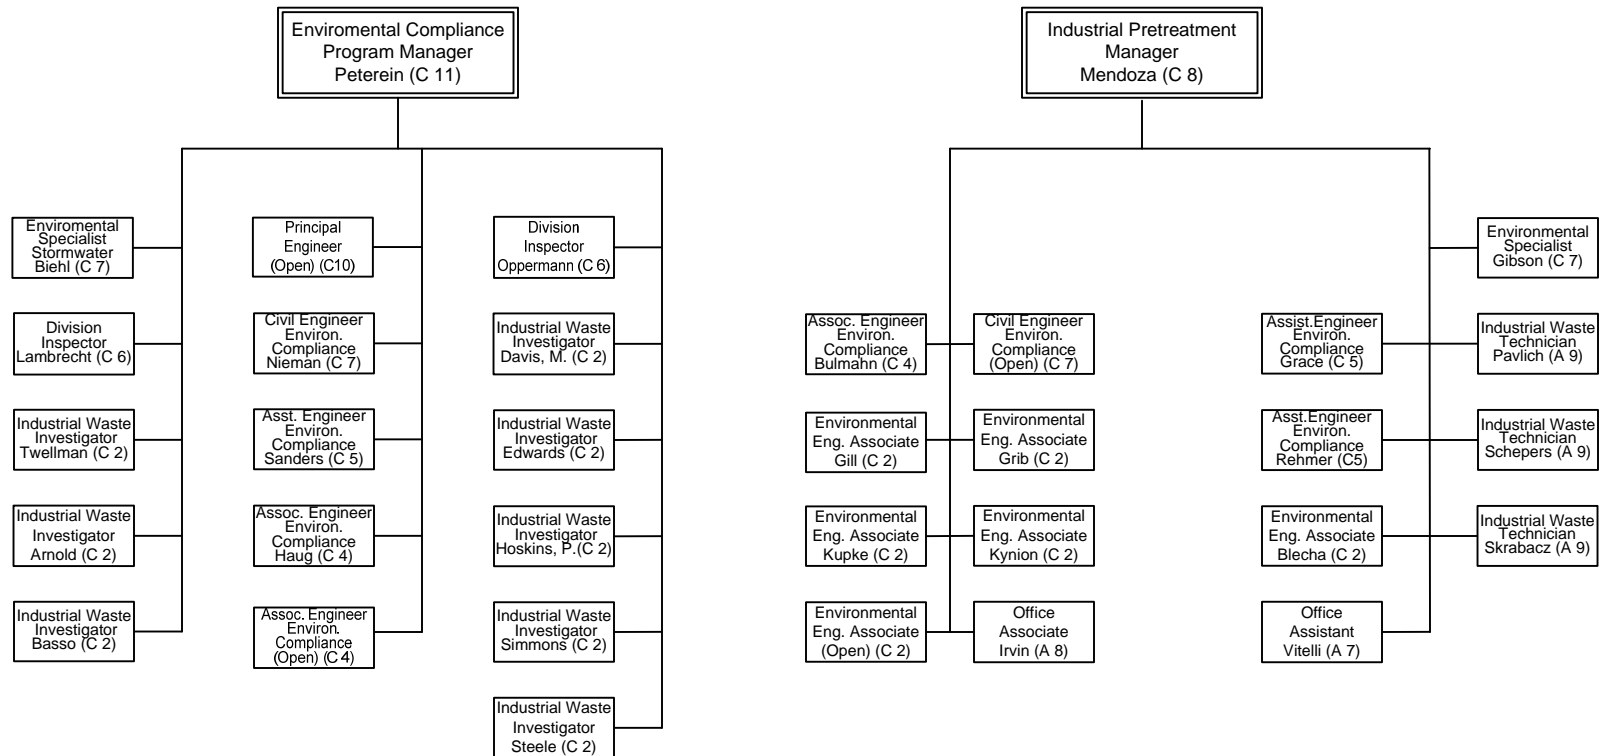 Enviromental Compliance
Program Manager
Peterein (C 11)
Industrial Pretreatment
Manager
Mendoza (C 8)
Enviromental
Specialist
Stormwater
Biehl (C 7)
Division
Inspector
Lambrecht (C 6)
Industrial Waste
Investigator
Twellman (C 2)
Industrial Waste
Investigator
Arnold (C 2)
Industrial Waste
Investigator
Basso (C 2)
Principal
Engineer
(Open) (C10)
Civil Engineer
Environ.
Compliance
Nieman (C 7)
Asst. Engineer
Environ.
Compliance
Sanders (C 5)
Assoc. Engineer
Environ.
Compliance
Haug (C 4)
Assoc. Engineer
Environ.
Compliance
(Open) (C 4)
Division
Inspector
Oppermann (C 6)
Industrial Waste
Investigator
Davis, M. (C 2)
Industrial Waste
Investigator
Edwards (C 2)
Industrial Waste
Investigator
Hoskins, P.(C 2)
Industrial Waste
Investigator
Simmons (C 2)
Industrial Waste
Investigator
Steele (C 2)
Assoc. Engineer
Environ.
Compliance
Bulmahn (C 4)
Environmental
Eng. Associate
Gill (C 2)
Environmental
Eng. Associate
Kupke (C 2)
Environmental
Eng. Associate
(Open) (C 2)
Civil Engineer
Environ.
Compliance
(Open) (C 7)
Environmental
Eng. Associate
Grib (C 2)
Environmental
Eng. Associate
Kynion (C 2)
Office
Associate
Irvin (A 8)
Assist.Engineer
Environ.
Compliance
Grace (C 5)
Asst.Engineer
Environ.
Compliance
Rehmer (C5)
Environmental
Eng. Associate
Blecha (C 2)
Office
Assistant
Vitelli (A 7)
Environmental
Specialist
Gibson (C 7)
Industrial Waste
Technician
Pavlich (A 9)
Industrial Waste
Technician
Schepers (A 9)
Industrial Waste
Technician
Skrabacz (A 9)